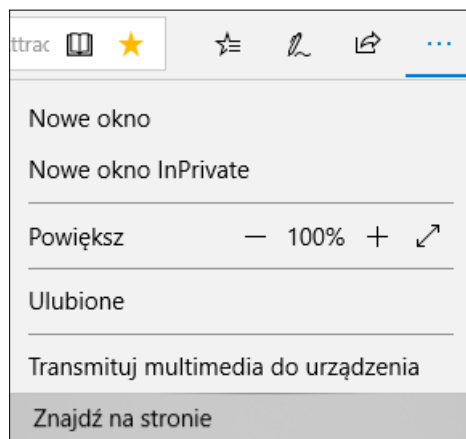 ttrac
Nowe okno
Nowe okno InPrivate
Powiększ — 100% +
Ulubione
Transmituj multimedia do urządzenia
Znajdź na stronie